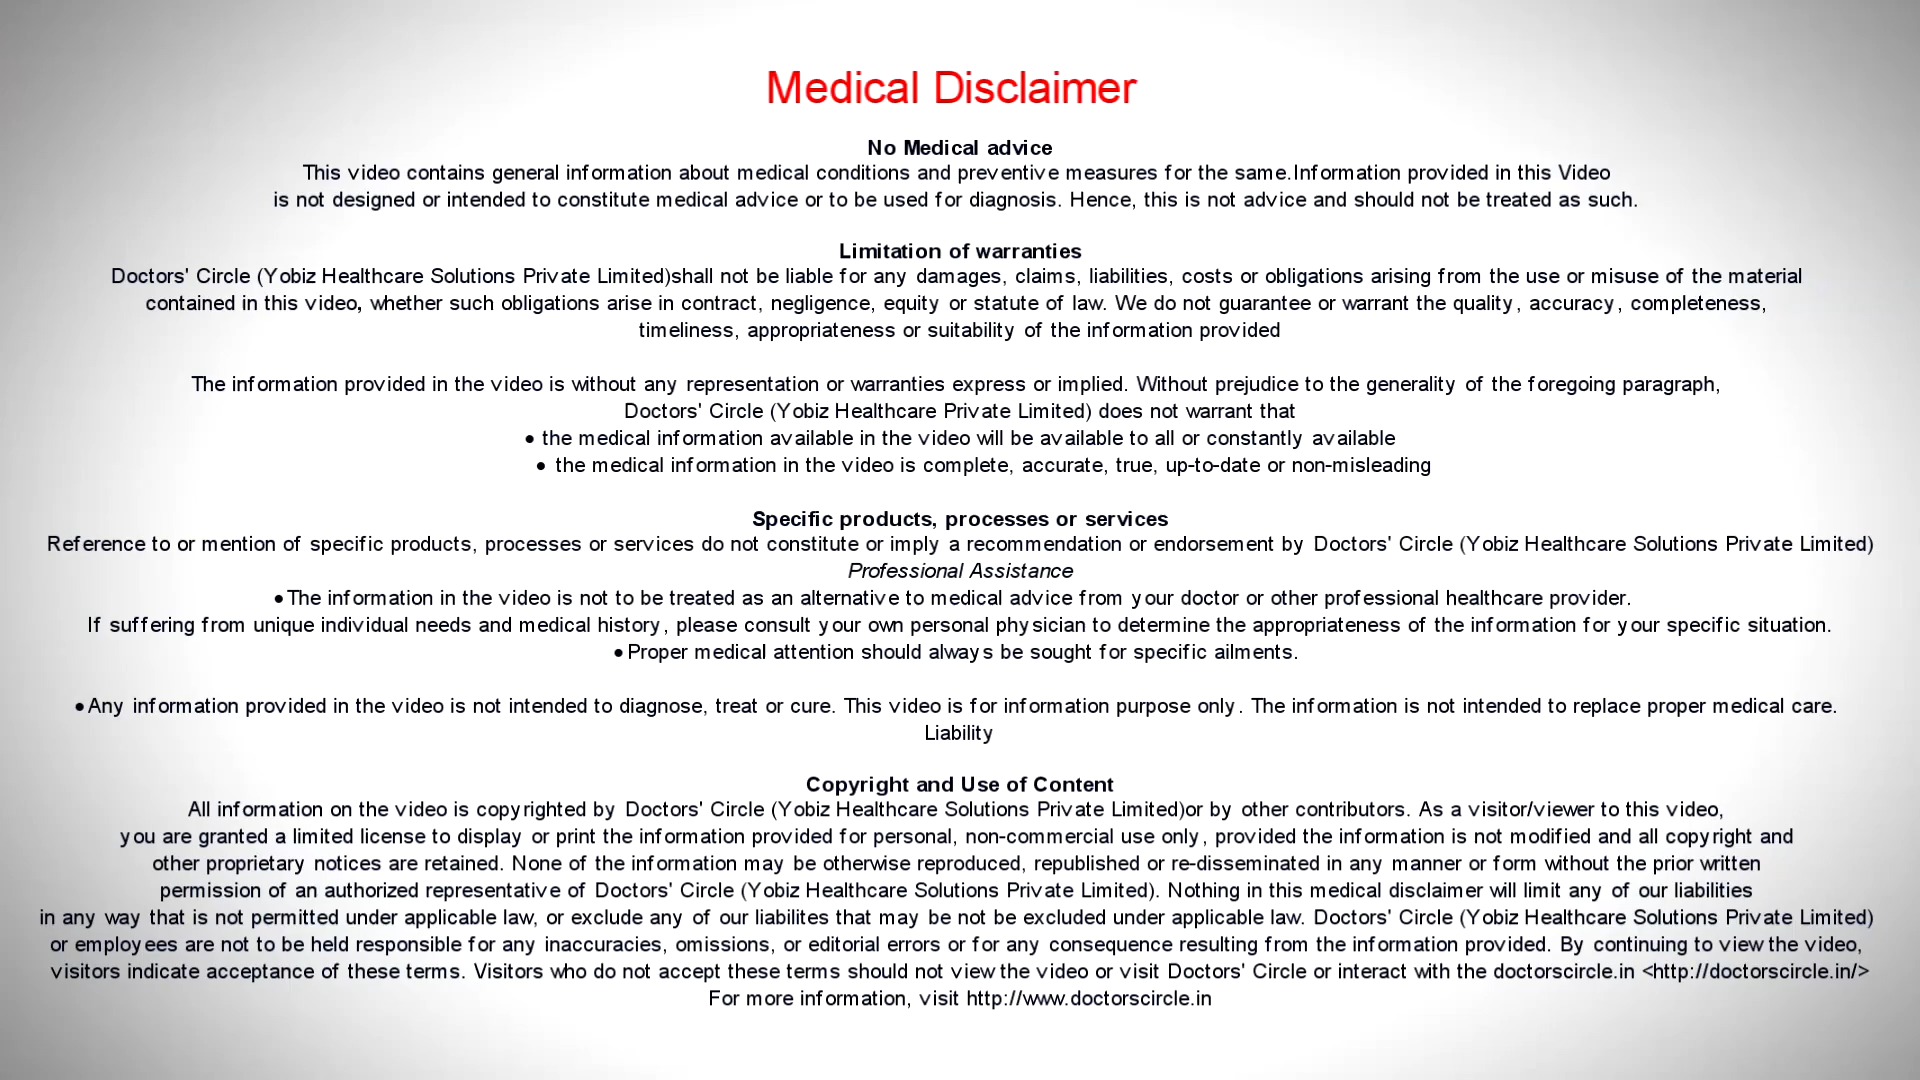 Medical Disclaimer
No Medical advice
This video contains general information about medical conditions and preventive measures for the same.Information provided in this Video
is not designed or intended to constitute medical advice or to be used for diagnosis. Hence, this is not advice and should not be treated as such.
Limitation of warranties
Doctors' Circle (Yobiz Healthcare Solutions Private Limited)shall not be liable for any damages, claims, liabilities, costs or obligations arising from the use or misuse of the material
contained in this video, whether such obligations arise in contract, negligence, equity or statute of law. We do not guarantee or warrant the quality, accuracy, completeness,
timeliness, appropriateness or suitability of the information provided
The information provided in the video is without any representation or warranties express or implied. Without prejudice to the generality of the foregoing paragraph,
Doctors' Circle (Yobiz Healthcare Private Limited) does not warrant that
• the medical information available in the video will be available to all or constantly available
• the medical information in the video is complete, accurate, true, up-to-date or non-misleading
Specific products, processes or services
Reference to or mention of specific products, processes or services do not constitute or imply a recommendation or endorsement by Doctors' Circle (Yobiz Healthcare Solutions Private Limited)
Professional Assistance
•The information in the video is not to be treated as an alternative to medical advice from your doctor or other professional healthcare provider.
If suffering from unique individual needs and medical history, please consult your own personal physician to determine the appropriateness of the information for your specific situation.
•Proper medical attention should always be sought for specific ailments.
•Any information provided in the video is not intended to diagnose, treat or cure. This video is for information purpose only. The information is not intended to replace proper medical care.
Liability
Copyright and Use of Content
All information on the video is copyrighted by Doctors' Circle (Yobiz Healthcare Solutions Private Limited)or by other contributors. As a visitor/viewer to this video,
you are granted a limited license to display or print the information provided for personal, non-commercial use only, provided the information is not modified and all copyright and
other proprietary notices are retained. None of the information may be otherwise reproduced, republished or re-disseminated in any manner or form without the prior written
permission of an authorized representative of Doctors' Circle (Yobiz Healthcare Solutions Private Limited). Nothing in this medical disclaimer will limit any of our liabilities
in any way that is not permitted under applicable law, or exclude any of our liabilites that may be not be excluded under applicable law. Doctors' Circle (Yobiz Healthcare Solutions Private Limited)
or employees are not to be held responsible for any inaccuracies, omissions, or editorial errors or for any consequence resulting from the information provided. By continuing to view the video,
visitors indicate acceptance of these terms. Visitors who do not accept these terms should not view the video or visit Doctors' Circle or interact with the doctorscircle.in <http://doctorscircle.in/>
For more information, visit http://www.doctorscircle.in